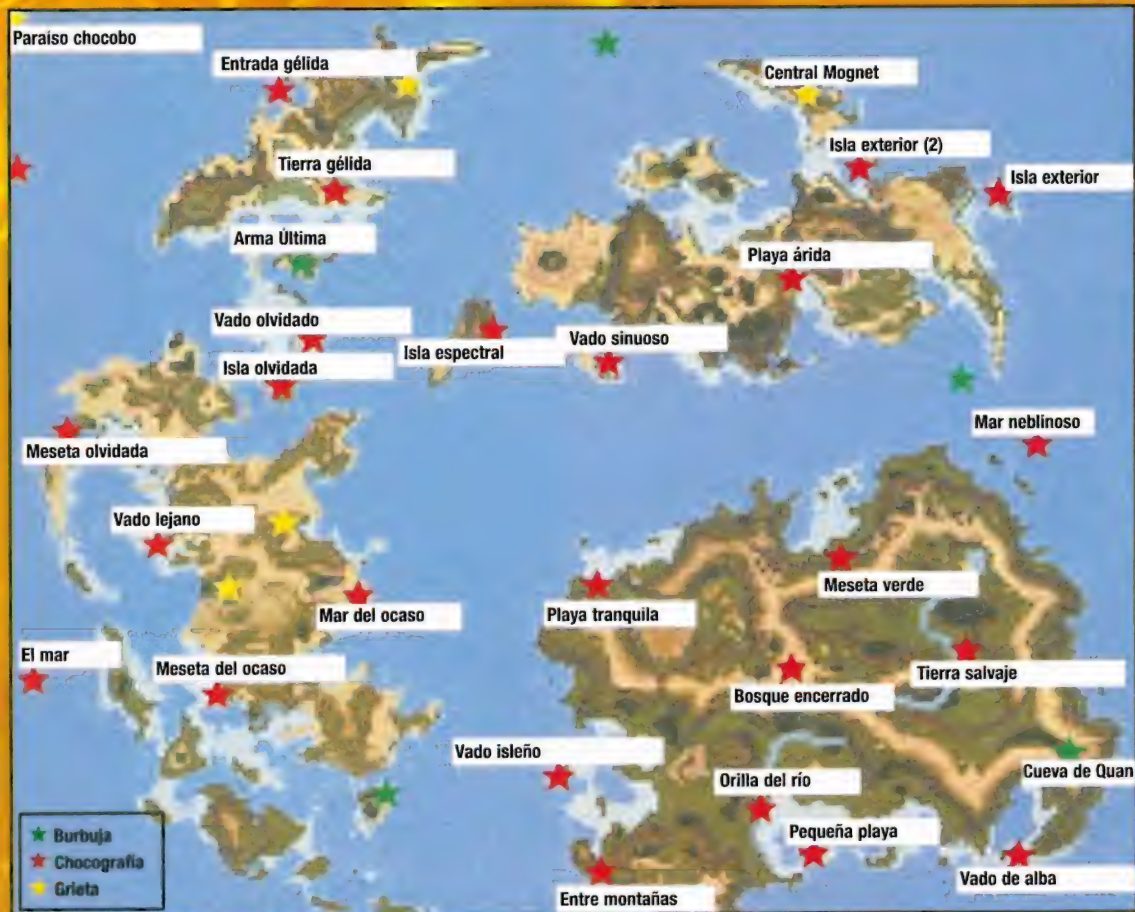 Paraíso chocobo
Entrada gélida
Central Mognet
Tierra gélida
Isla exterior (2)
Isla exterior
Arma Última
Playa árida
Vado olvidado
Isla espectral
Vado sinuoso
Isla olvidada
Mar neblinoso
Meseta olvidada
Vado lejano
Meseta verde
Playa tranquila
Mar del ocaso
El mar
Meseta del ocaso
Tierra salvaje
Bosque encerrado
Vado isleño
Cueva de Quan
Orilla del río
Pequeña playa
Vado de alba
Entre montañas
Burbuja
Chocografía
Grieta